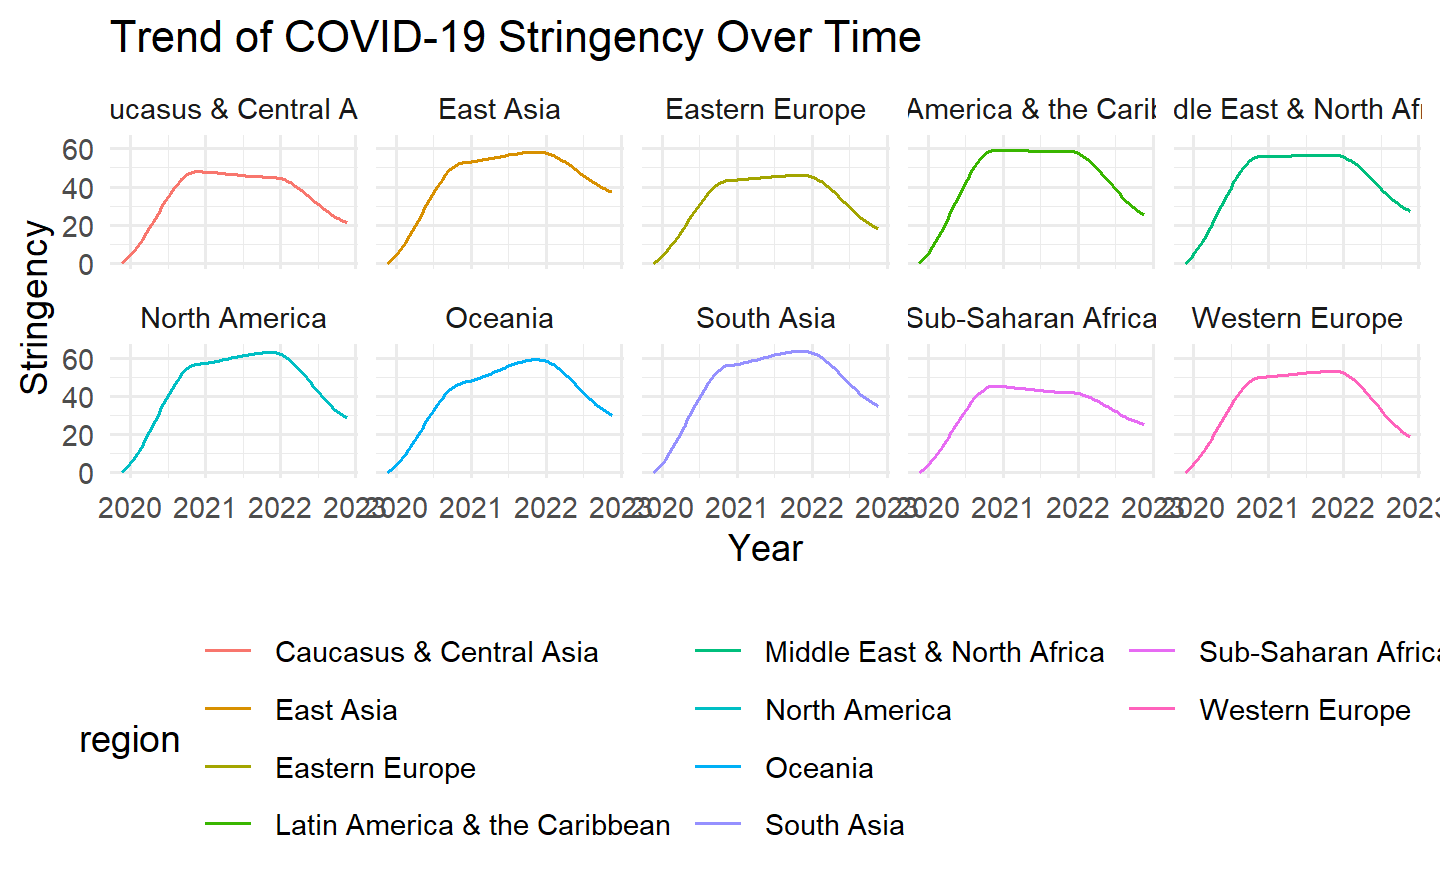 Trend of COVID-19 Stringency Over Time
ucasus & Central A East Asia Eastern Europe America & the Carib dle East & North Afr
60
40
20
0
Stringency
North America Oceania South Asia Sub-Saharan Africa Western Europe
60
40
20
0
2020 2021 2022 2023 2020 2021 2022 2023 2020 2021 2022 2023 2020 2021 2022 2023 2020 2021 2022 2023
Year
region
Caucasus & Central Asia Middle East & North Africa Sub-Saharan Africa
East Asia North America Western Europe
Eastern Europe Oceania
Latin America & the Caribbean South Asia